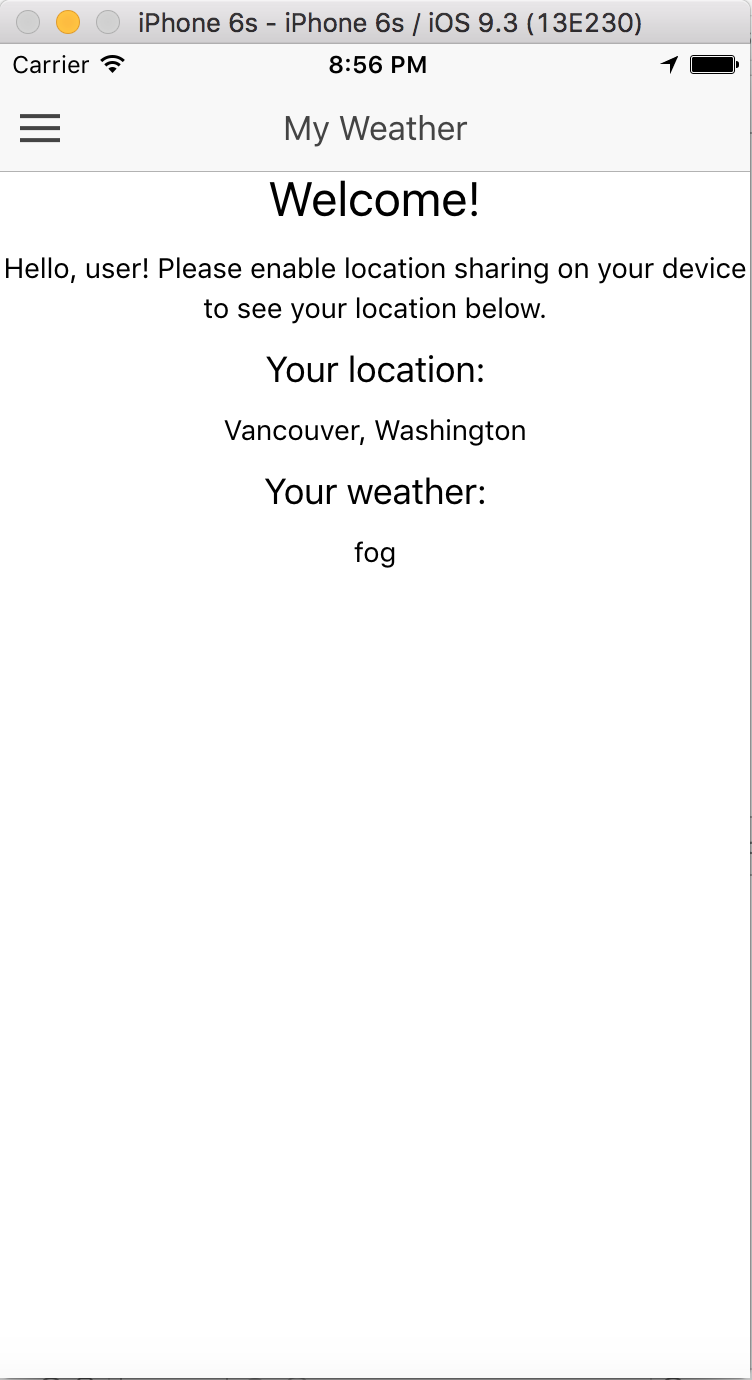 iPhone 6s - iPhone 6s / iOS 9.3 (13E230)
Carrier 8:56 PM
My Weather
Welcome!
Hello, user! Please enable location sharing on your device
to see your location below.
Your location:
Vancouver, Washington
Your weather:
fog